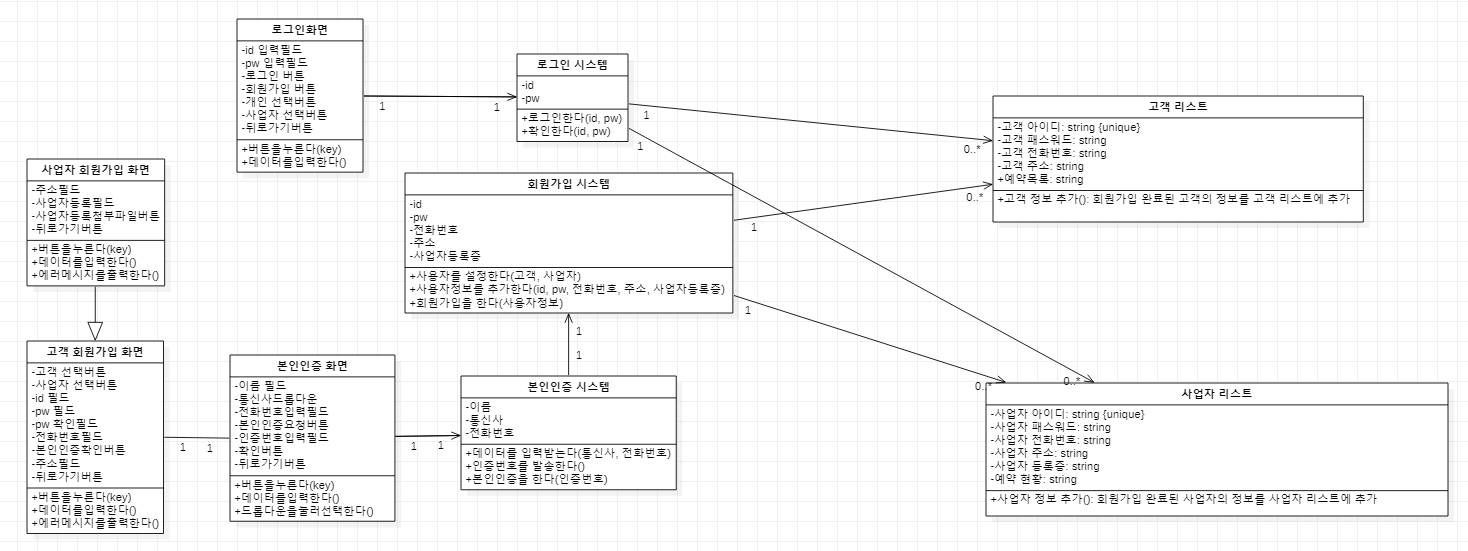 로그인화면
-id 입력필드
-pw 입력필드
-로그인 버튼
-회원가입 버튼
-개인 선택버튼
-사업자 선택버튼
-뒤로가기버튼
+버튼을누른다(key)
+데이터를입력한다()
1
1
로그인 시스템
-id
-pw
+로그인한다(id, pw)
+확인한다(id, pw)
1
1
0..*
고객 리스트
-고객 아이디: string {unique}
-고객 패스워드: string
-고객 전화번호: string
-고객 주소: string
+예약목록: string
+고객 정보 추가(): 회원가입 완료된 고객의 정보를 고객 리스트에 추가
사업자 회원가입 화면
-주소필드
-사업자등록필드
-사업자등록첨부파일버튼
-뒤로가기버튼
+버튼을누른다(key)
+데이터를입력한다()
+에러메시지를출력한다()
회원가입 시스템
-id
-pw
-전화번호
-주소
-사업자등록증
+사용자를 설정한다(고객, 사업자)
+사용자정보를 추가한다(id, pw, 전화번호, 주소, 사업자등록증)
+회원가입을 한다(사용자정보)
1
0..*
1
0..*
0..*
1
1
고객 회원가입 화면
-고객 선택버튼
-사업자 선택버튼
-id 필드
-pw 필드
-pw 확인필드
-전화번호필드
-본인인증확인버튼
-주소필드
-뒤로가기버튼
+버튼을누른다(key)
+데이터를입력한다()
+에러메시지를출력한다()
1
1
본인인증 화면
-이름 필드
-통신사드롭다운
-전화번호입력필드
-본인인증요청버튼
-인증번호입력필드
-확인버튼
-뒤로가기버튼
+버튼을누른다(key)
+데이터를입력한다()
+드롭다운을눌러선택한다()
1
1
본인인증 시스템
-이름
-통신사
-전화번호
+데이터를 입력받는다(통신사, 전화번호)
+인증번호를 발송한다()
+본인인증을 한다(인증번호)
사업자 리스트
-사업자 아이디: string {unique}
-사업자 패스워드: string
-사업자 전화번호: string
-사업자 주소: string
-사업자 등록증: string
-예약 현황: string
+사업자 정보 추가(): 회원가입 완료된 사업자의 정보를 사업자 리스트에 추가